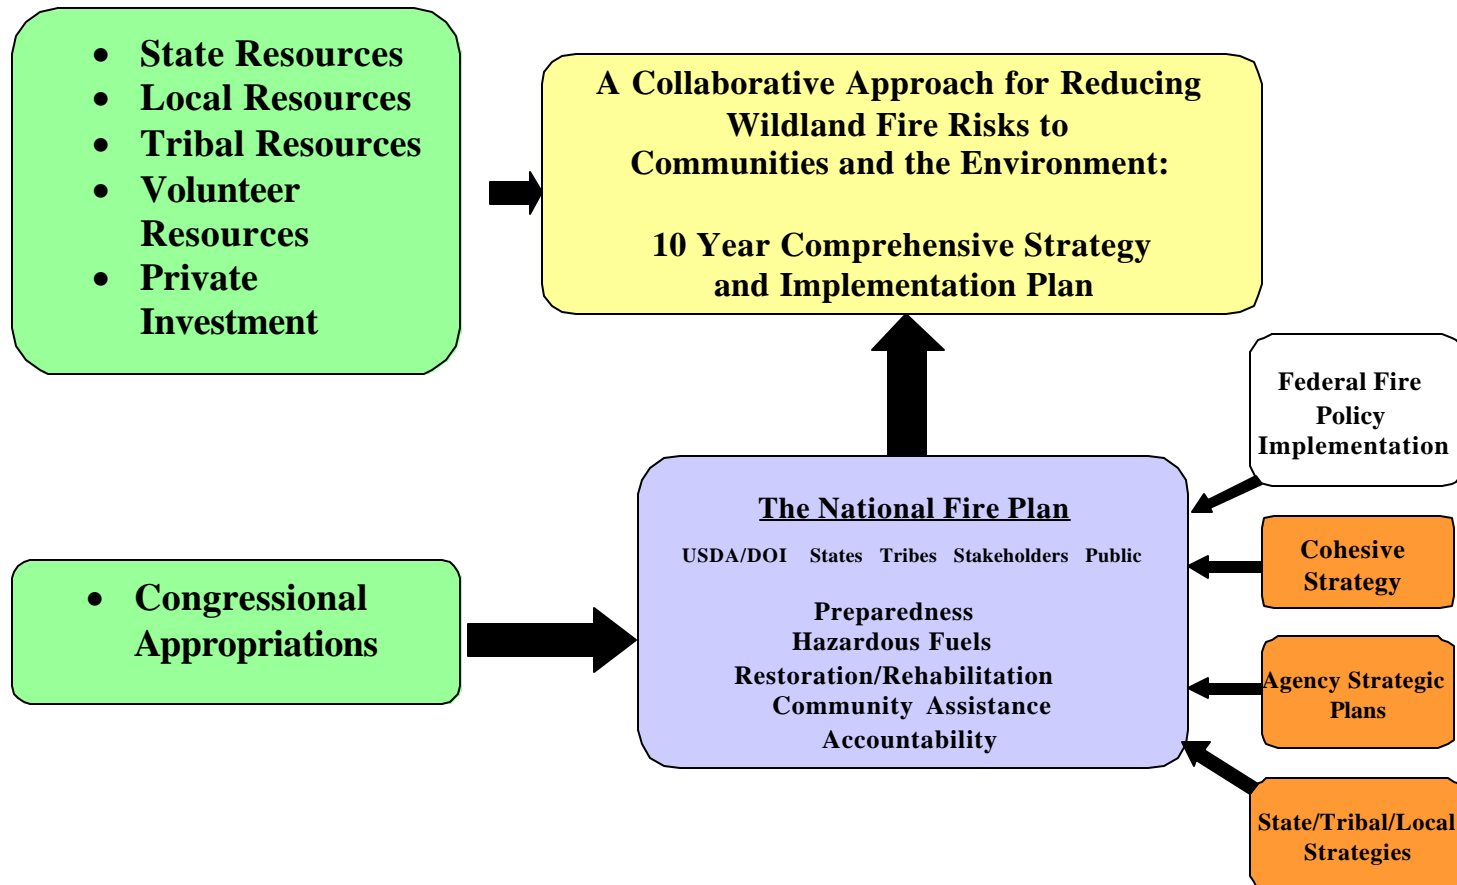 • State Resources
• Local Resources
• Tribal Resources
• Volunteer
Resources
• Private
Investment
A Collaborative Approach for Reducing
Wildland Fire Risks to
Communities and the Environment:
10 Year Comprehensive Strategy
and Implementation Plan
Federal Fire
Policy
Implementation
The National Fire Plan
USDA/DOI States Tribes Stakeholders Public
Preparedness
Hazardous Fuels
Restoration/Rehabilitation
Community Assistance
Accountability
• Congressional
Appropriations
Cohesive
Strategy
Agency Strategic
Plans
State/Tribal/Local
Strategies